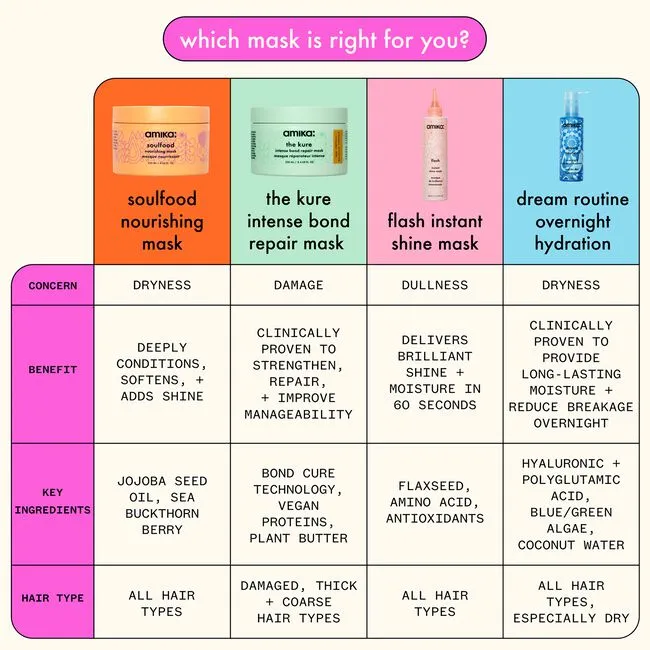 which mask is right for you?
amika:
soulfood
nourishing mask
masque nourrissant
amika:
the kure
intense bond repair mask
masque réparateur intense
flash
instant
shine mask
amika:
soulfood
nourishing
mask
the kure
intense bond
repair mask
flash instant
shine mask
dream routine
overnight
hydration
CONCERN
DRYNESS
DAMAGE
DULLNESS
DRYNESS
BENEFIT
DEEPLY
CONDITIONS,
SOFTENS, +
ADDS SHINE
CLINICALLY
PROVEN TO
STRENGTHEN,
REPAIR,
+ IMPROVE
MANAGEABILITY
DELIVERS
BRILLIANT
SHINE +
MOISTURE IN
60 SECONDS
CLINICALLY
PROVEN TO
PROVIDE
LONG-LASTING
MOISTURE +
REDUCE BREAKAGE
OVERNIGHT
KEY
INGREDIENTS
JOJOBA SEED
OIL, SEA
BUCKTHORN
BERRY
BOND CURE
TECHNOLOGY,
VEGAN
PROTEINS,
PLANT BUTTER
FLAXSEED,
AMINO ACID,
ANTIOXIDANTS
HYALURONIC +
POLYGLUTAMIC
ACID,
BLUE/GREEN
ALGAE,
COCONUT WATER
HAIR TYPE
ALL HAIR
TYPES
DAMAGED, THICK
+ COARSE
HAIR TYPES
ALL HAIR
TYPES
ALL HAIR
TYPES,
ESPECIALLY DRY